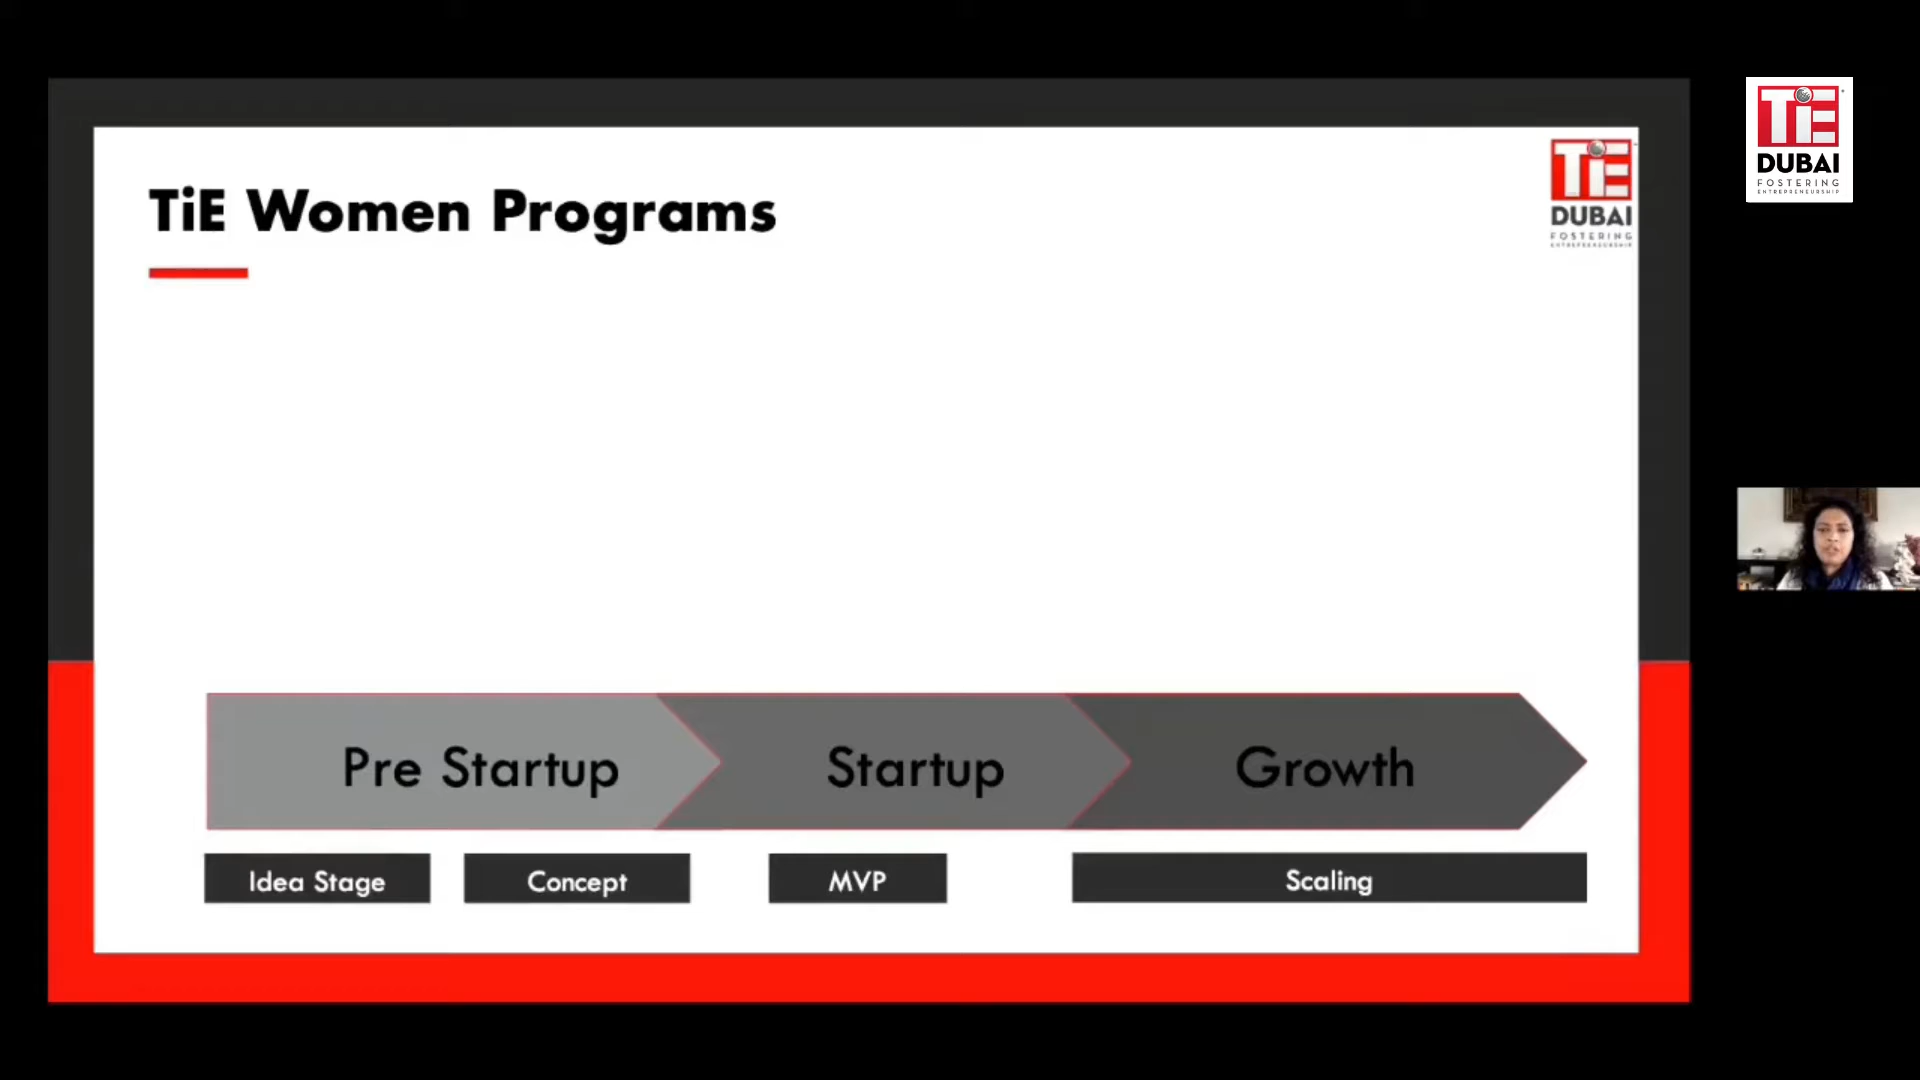 TiE Women Programs
TiE
DUBAI
FOSTERING
ENTREPRENEURSHIP
TiE
DUBAI
FOSTERING
ENTREPRENEURSHIP
Pre Startup
Startup
Growth
Idea Stage
Concept
MVP
Scaling